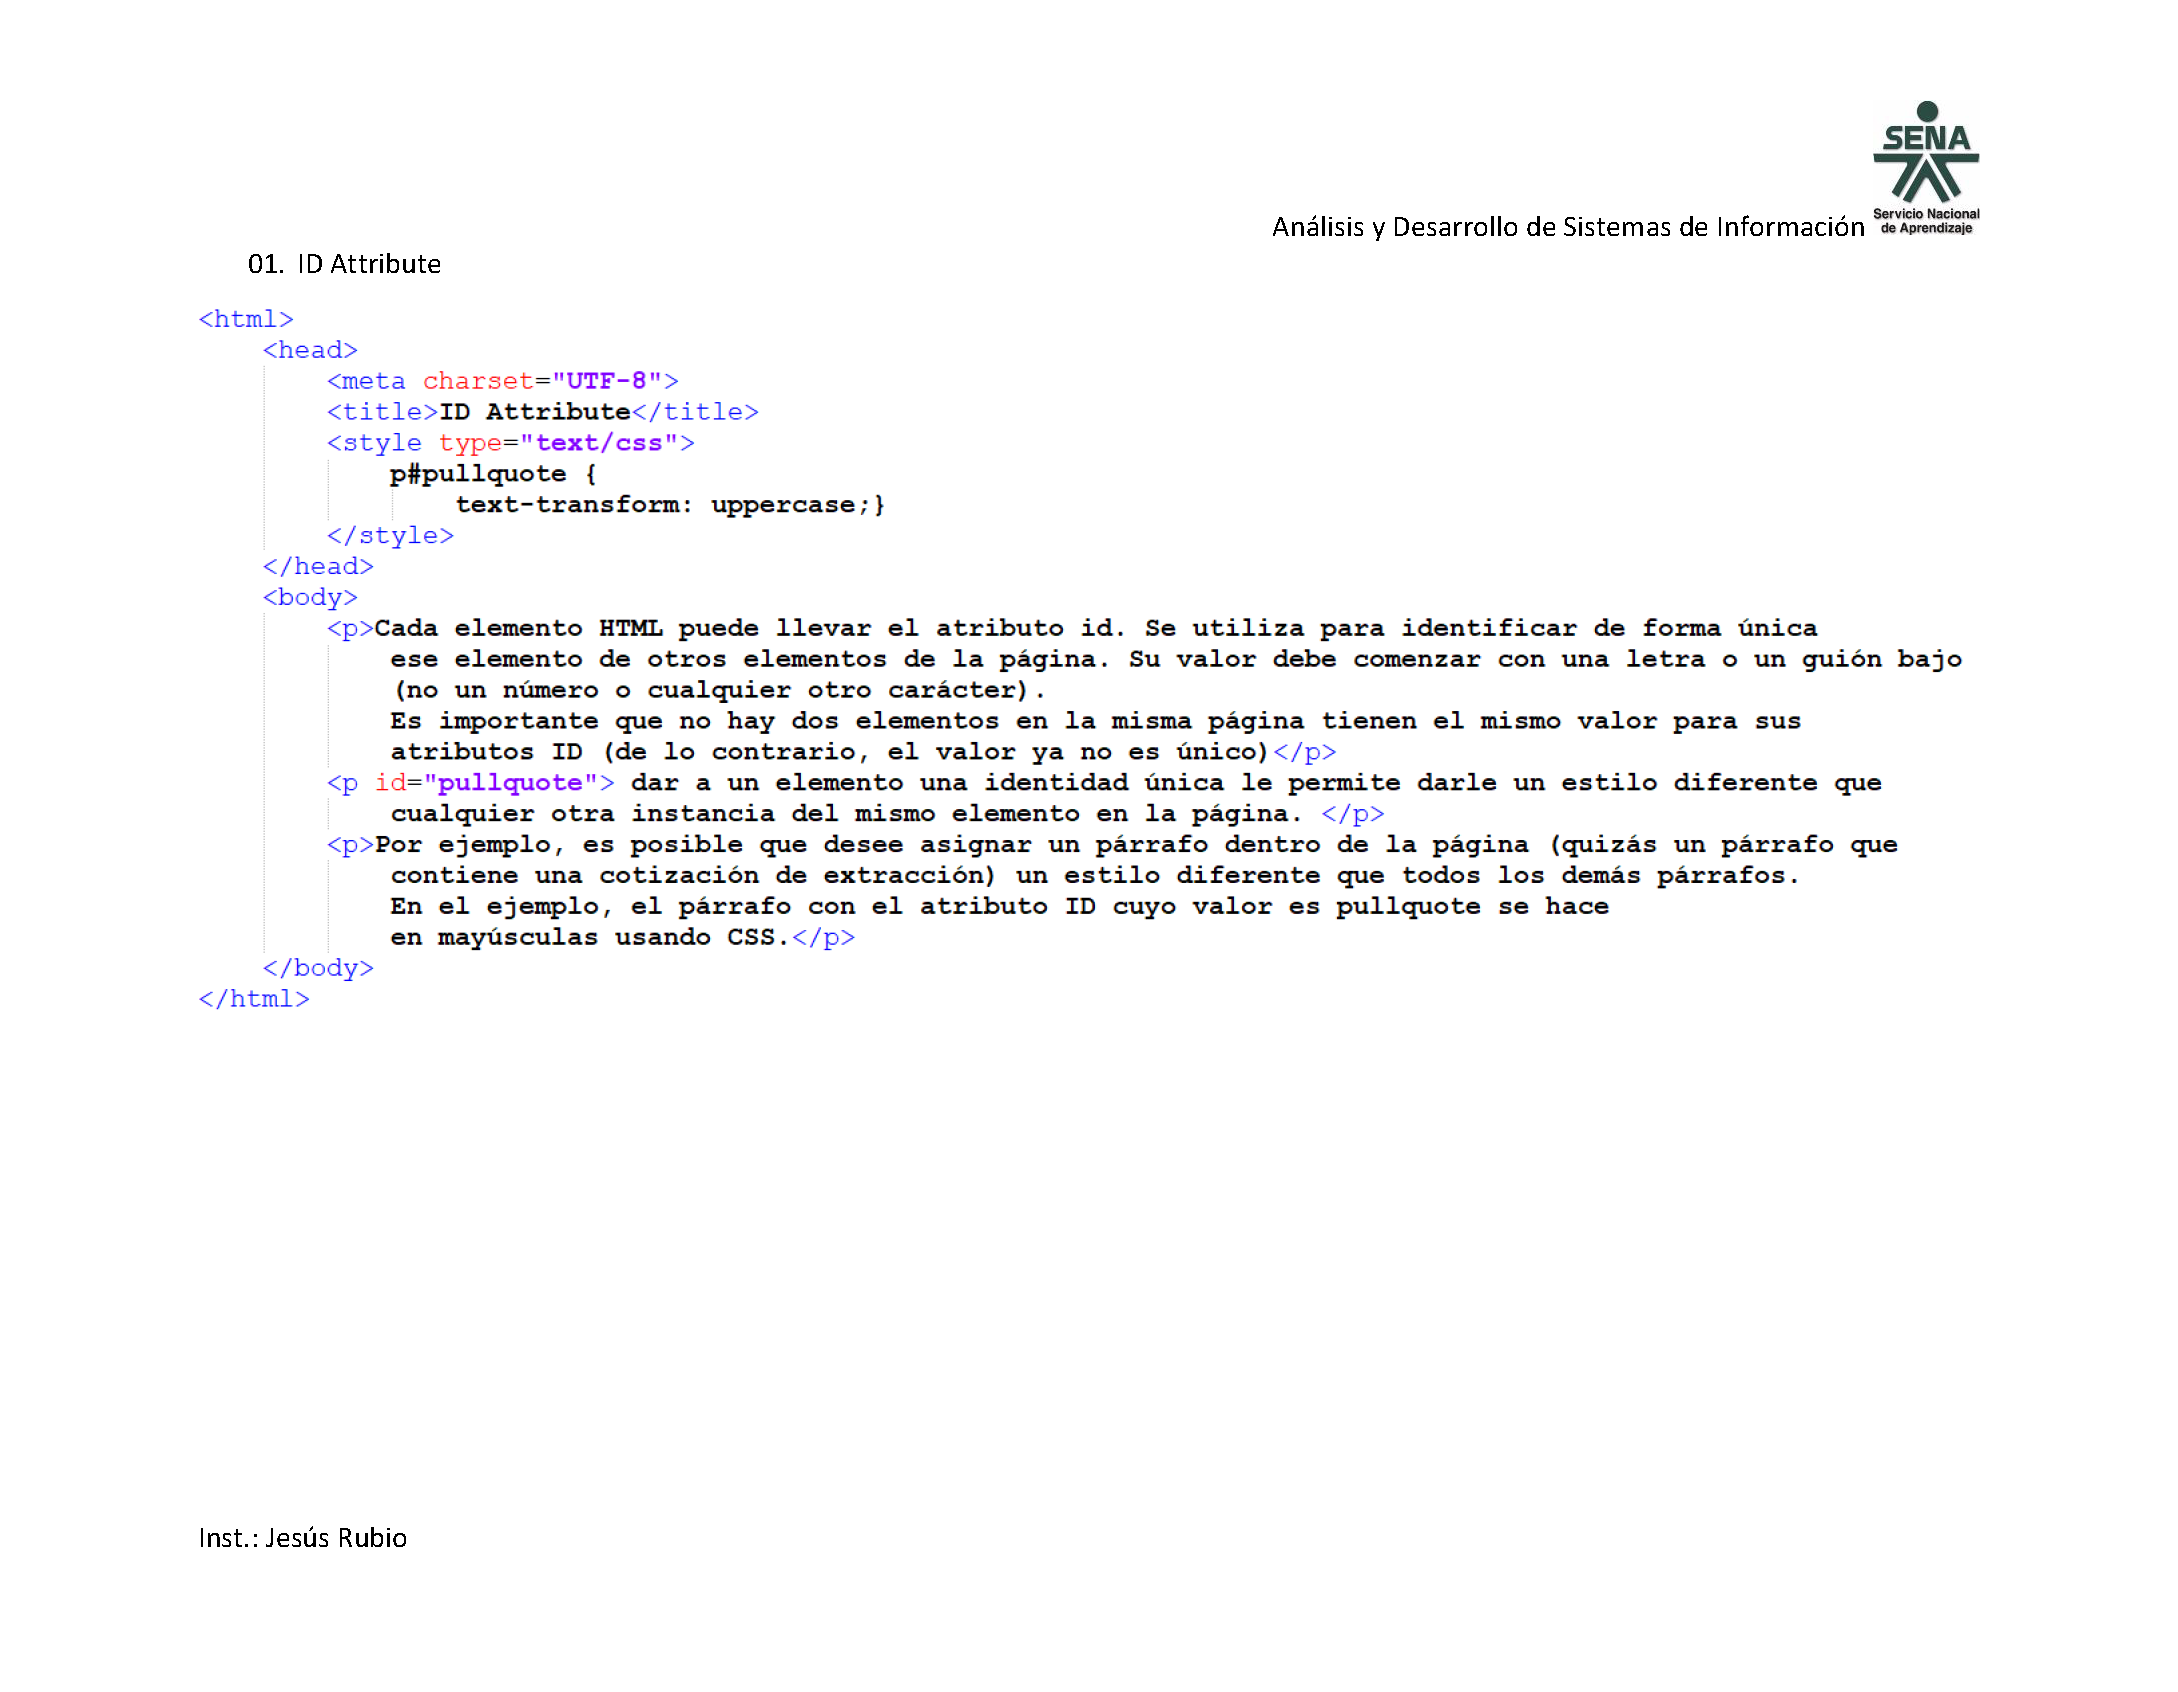 SENA
Servicio Nacional
de Aprendizaje
Análisis y Desarrollo de Sistemas de Información
01. ID Attribute
<html>
<head>
<meta charset="UTF-8">
<title>ID Attribute</title>
<style type="text/css">
p#pullquote {
text-transform: uppercase;}
</style>
</head>
<body>
<p>Cada elemento HTML puede llevar el atributo id. Se utiliza para identificar de forma única
ese elemento de otros elementos de la página. Su valor debe comenzar con una letra o un guión bajo
(no un número o cualquier otro carácter).
Es importante que no hay dos elementos en la misma página tienen el mismo valor para sus
atributos ID (de lo contrario, el valor ya no es único)</p>
<p id="pullquote"> dar a un elemento una identidad única le permite darle un estilo diferente que
cualquier otra instancia del mismo elemento en la página. </p>
<p>Por ejemplo, es posible que desee asignar un párrafo dentro de la página (quizás un párrafo que
contiene una cotización de extracción) un estilo diferente que todos los demás párrafos.
En el ejemplo, el párrafo con el atributo ID cuyo valor es pullquote se hace
en mayúsculas usando CSS.</p>
</body>
</html>
Inst.: Jesús Rubio